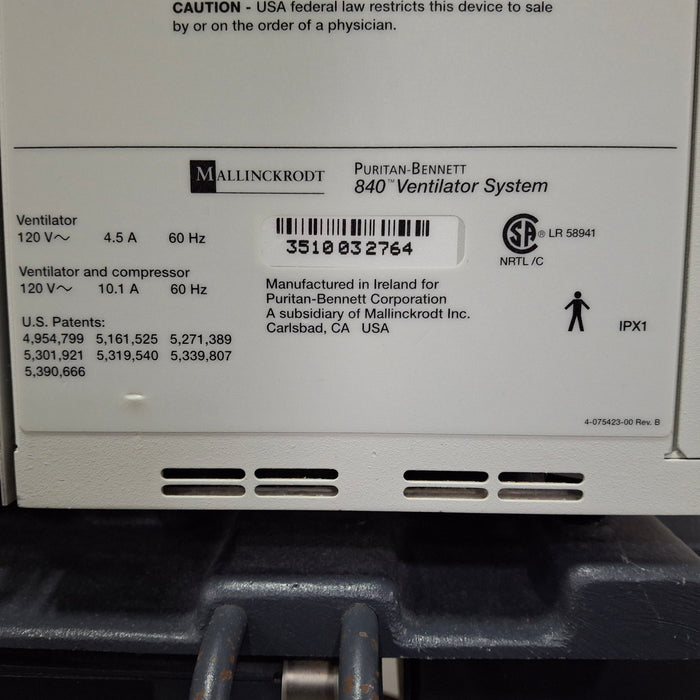 CAUTION - USA federal law restricts this device to sale
by or on the order of a physician.
MALLINCKRODT
PURITAN-BENNETT
840™ Ventilator System
Ventilator
120 V~ 4.5 A 60 Hz
Ventilator and compressor
120 V~ 10.1 A 60 Hz
U.S. Patents:
4,954,799 5,161,525 5,271,389
5,301,921 5,319,540 5,339,807
5,390,666
3510032764
Manufactured in Ireland for
Puritan-Bennett Corporation
A subsidiary of Mallinckrodt Inc.
Carlsbad, CA USA
SA® LR 58941
NRTL/C
IPX1
4-075423-00 Rev. B